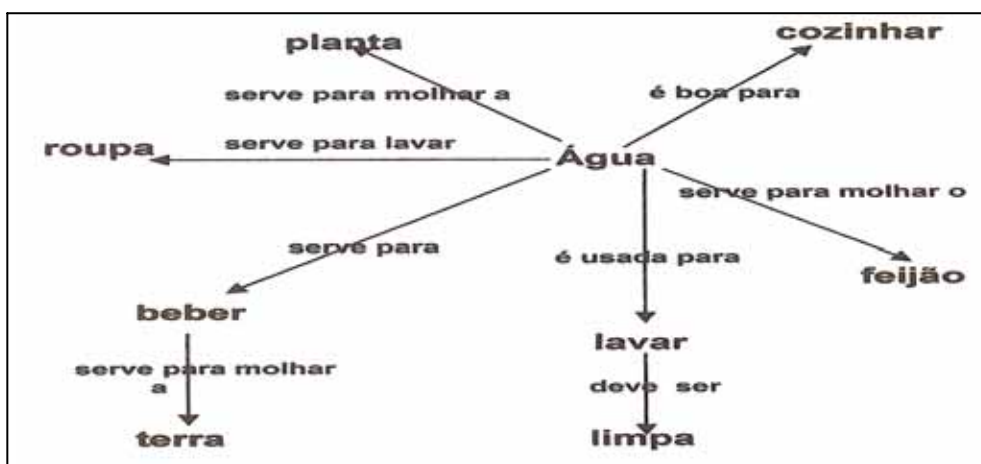 cozinhar
planta
serve para molhar a
é boa para
roupa
serve para lavar
Água
serve para molhar o
serve para
é usada para
feijão
beber
lavar
serve para molhar
a
deve ser
terra
limpa